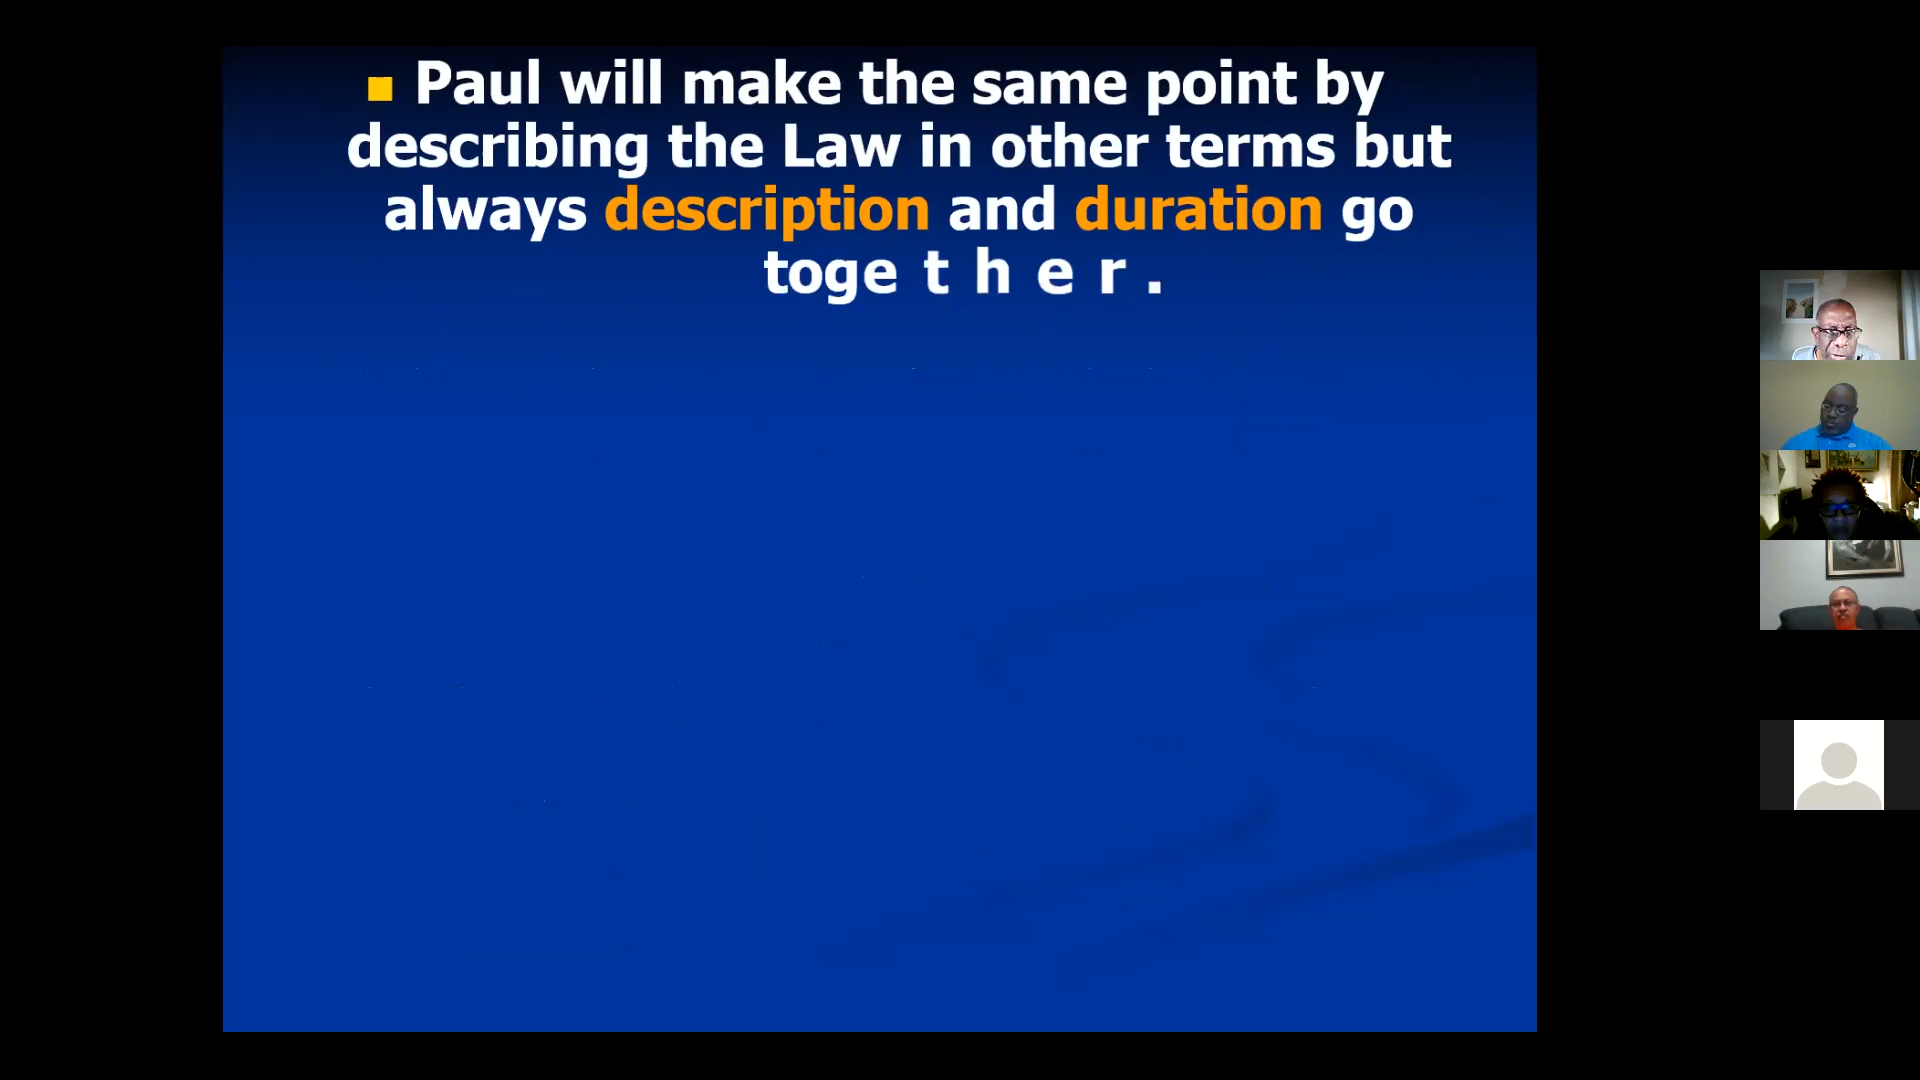 ■ Paul will make the same point by
describing the Law in other terms but
always description and duration go
toge t h e r .